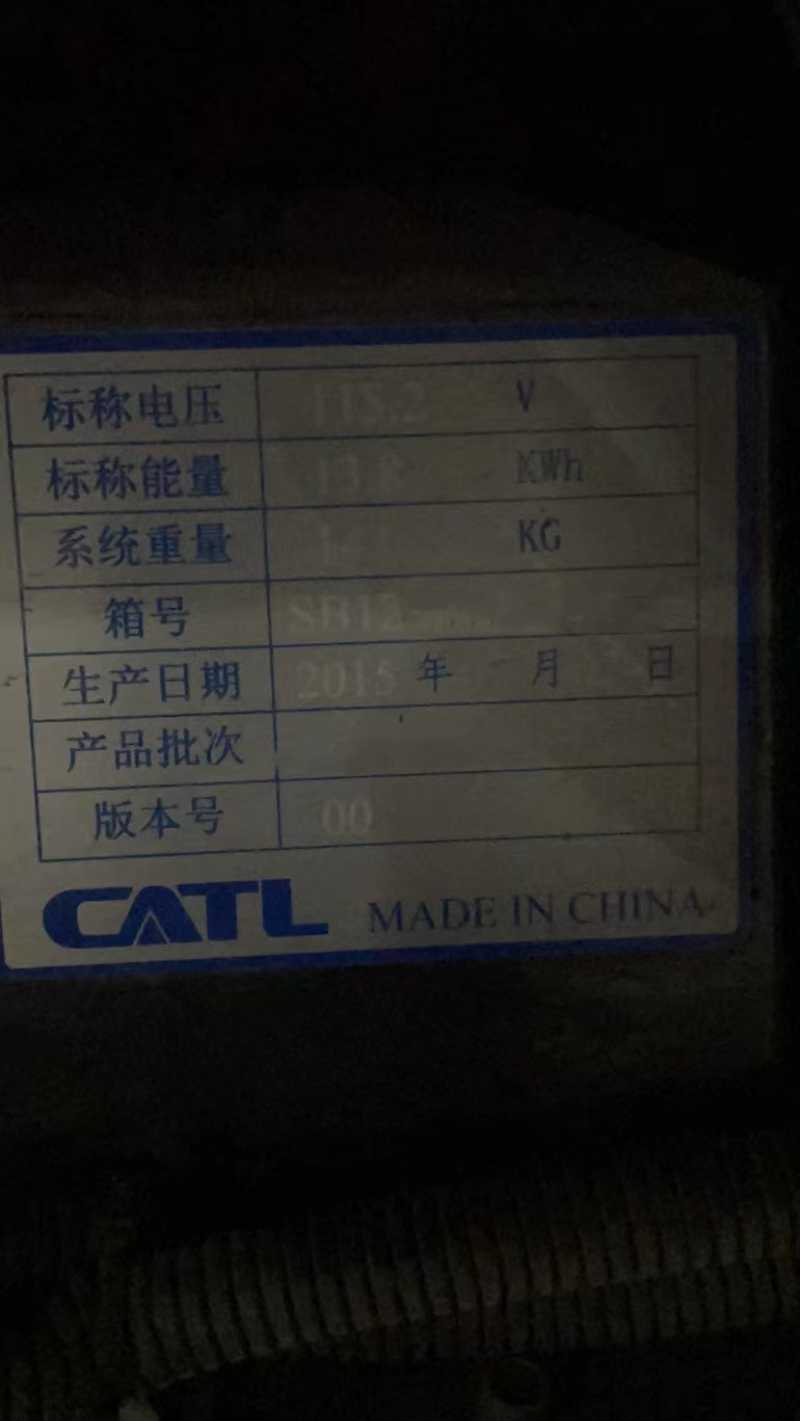 标称电压 115.2 V
标称能量 KWh
系统重量 KG
箱号
生产日期 2015 年 月 日
产品批次
版本号 00
CATL MADE IN CHINA